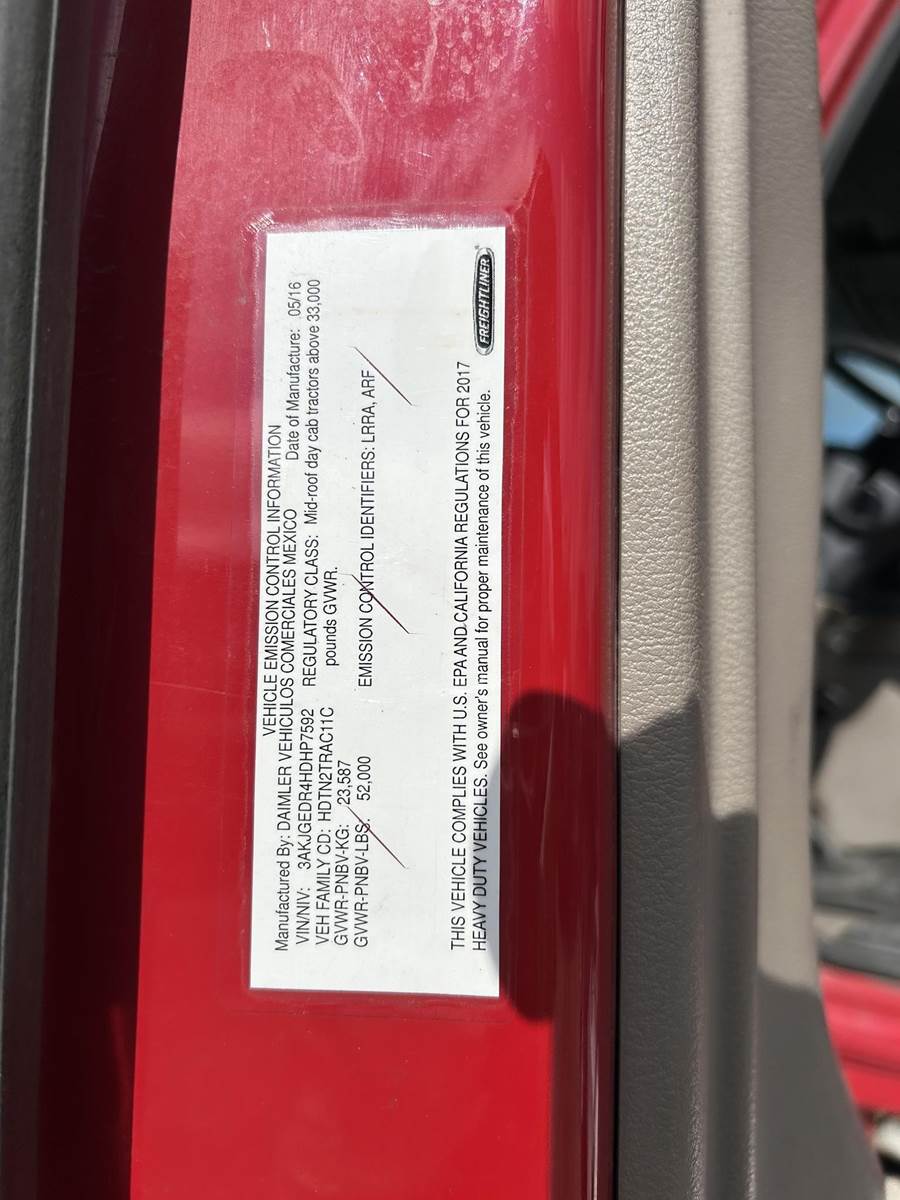 VEHICLE EMISSION CONTROL INFORMATION
Manufactured By: DAIMLER VEHICULOS COMERCIALES MEXICO Date of Manufacture: 05/16
VIN/NIV: 3AKJGEDR4HDHP7592 REGULATORY CLASS: Mid-roof day cab tractors above 33,000
VEH FAMILY CD: HDTN2TRAC11C pounds GVWR.
GVWR-PNBV-KG: 23,587
GVWR-PNBV-LBS: 52,000 EMISSION CONTROL IDENTIFIERS: LRRA, ARF
THIS VEHICLE COMPLIES WITH U.S. EPA AND CALIFORNIA REGULATIONS FOR 2017
HEAVY DUTY VEHICLES. See owner's manual for proper maintenance of this vehicle.
FREIGHTLINER